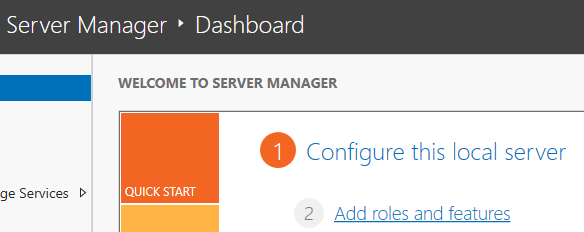 Server Manager ‣ Dashboard
WELCOME TO SERVER MANAGER
1 Configure this local server
QUICK START
ge Services
2 Add roles and features